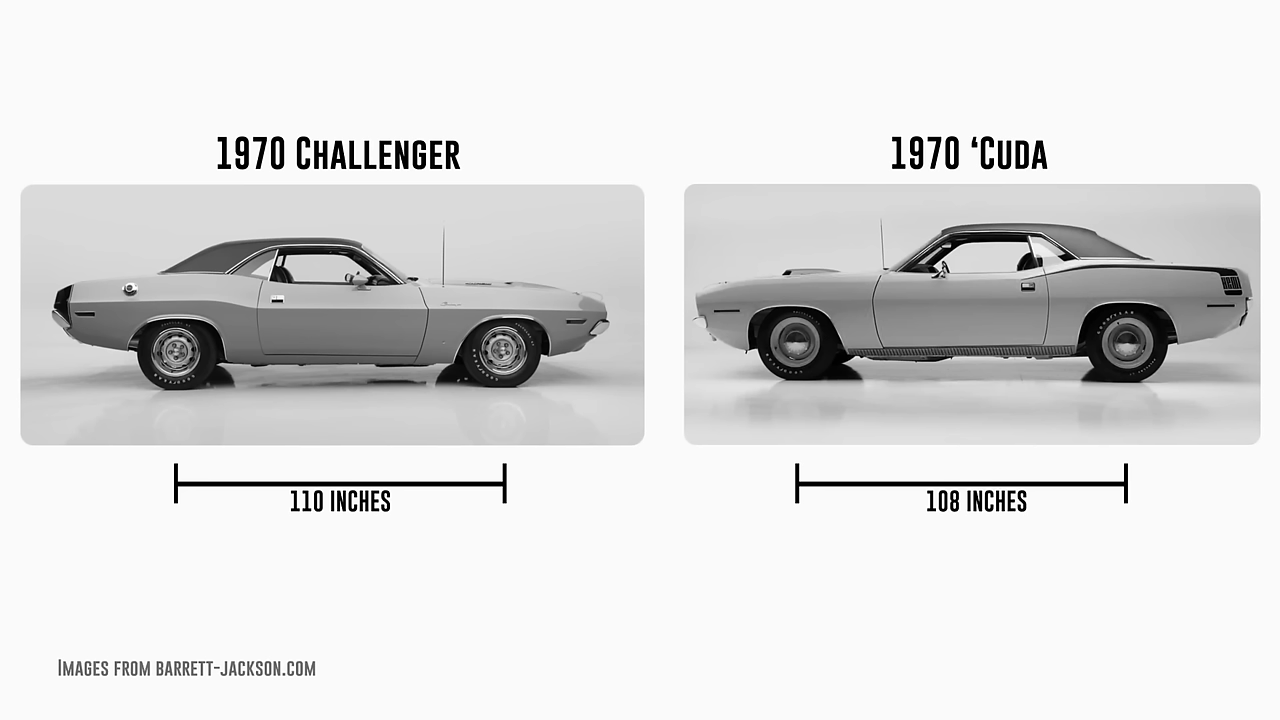 1970 Challenger
1970 ‘Cuda
110 INCHES
108 INCHES
Images from barrett-jackson.com